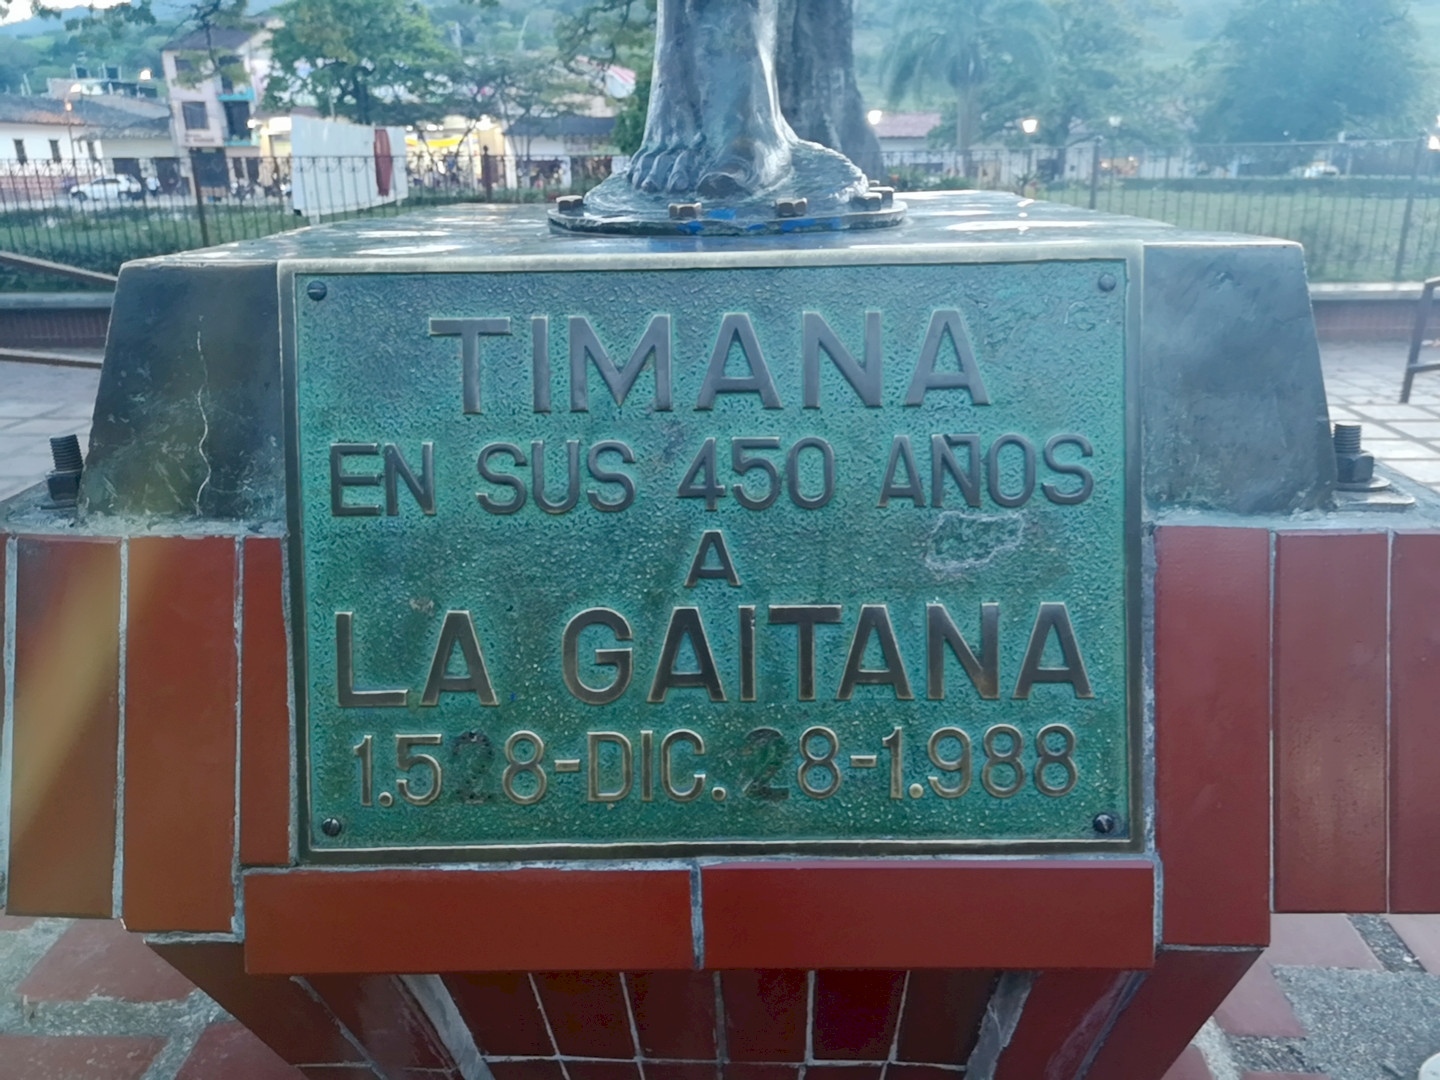 TIMANA
EN SUS 450 AÑOS
A
LA GAITANA
1.528-DIC. 28-1.988